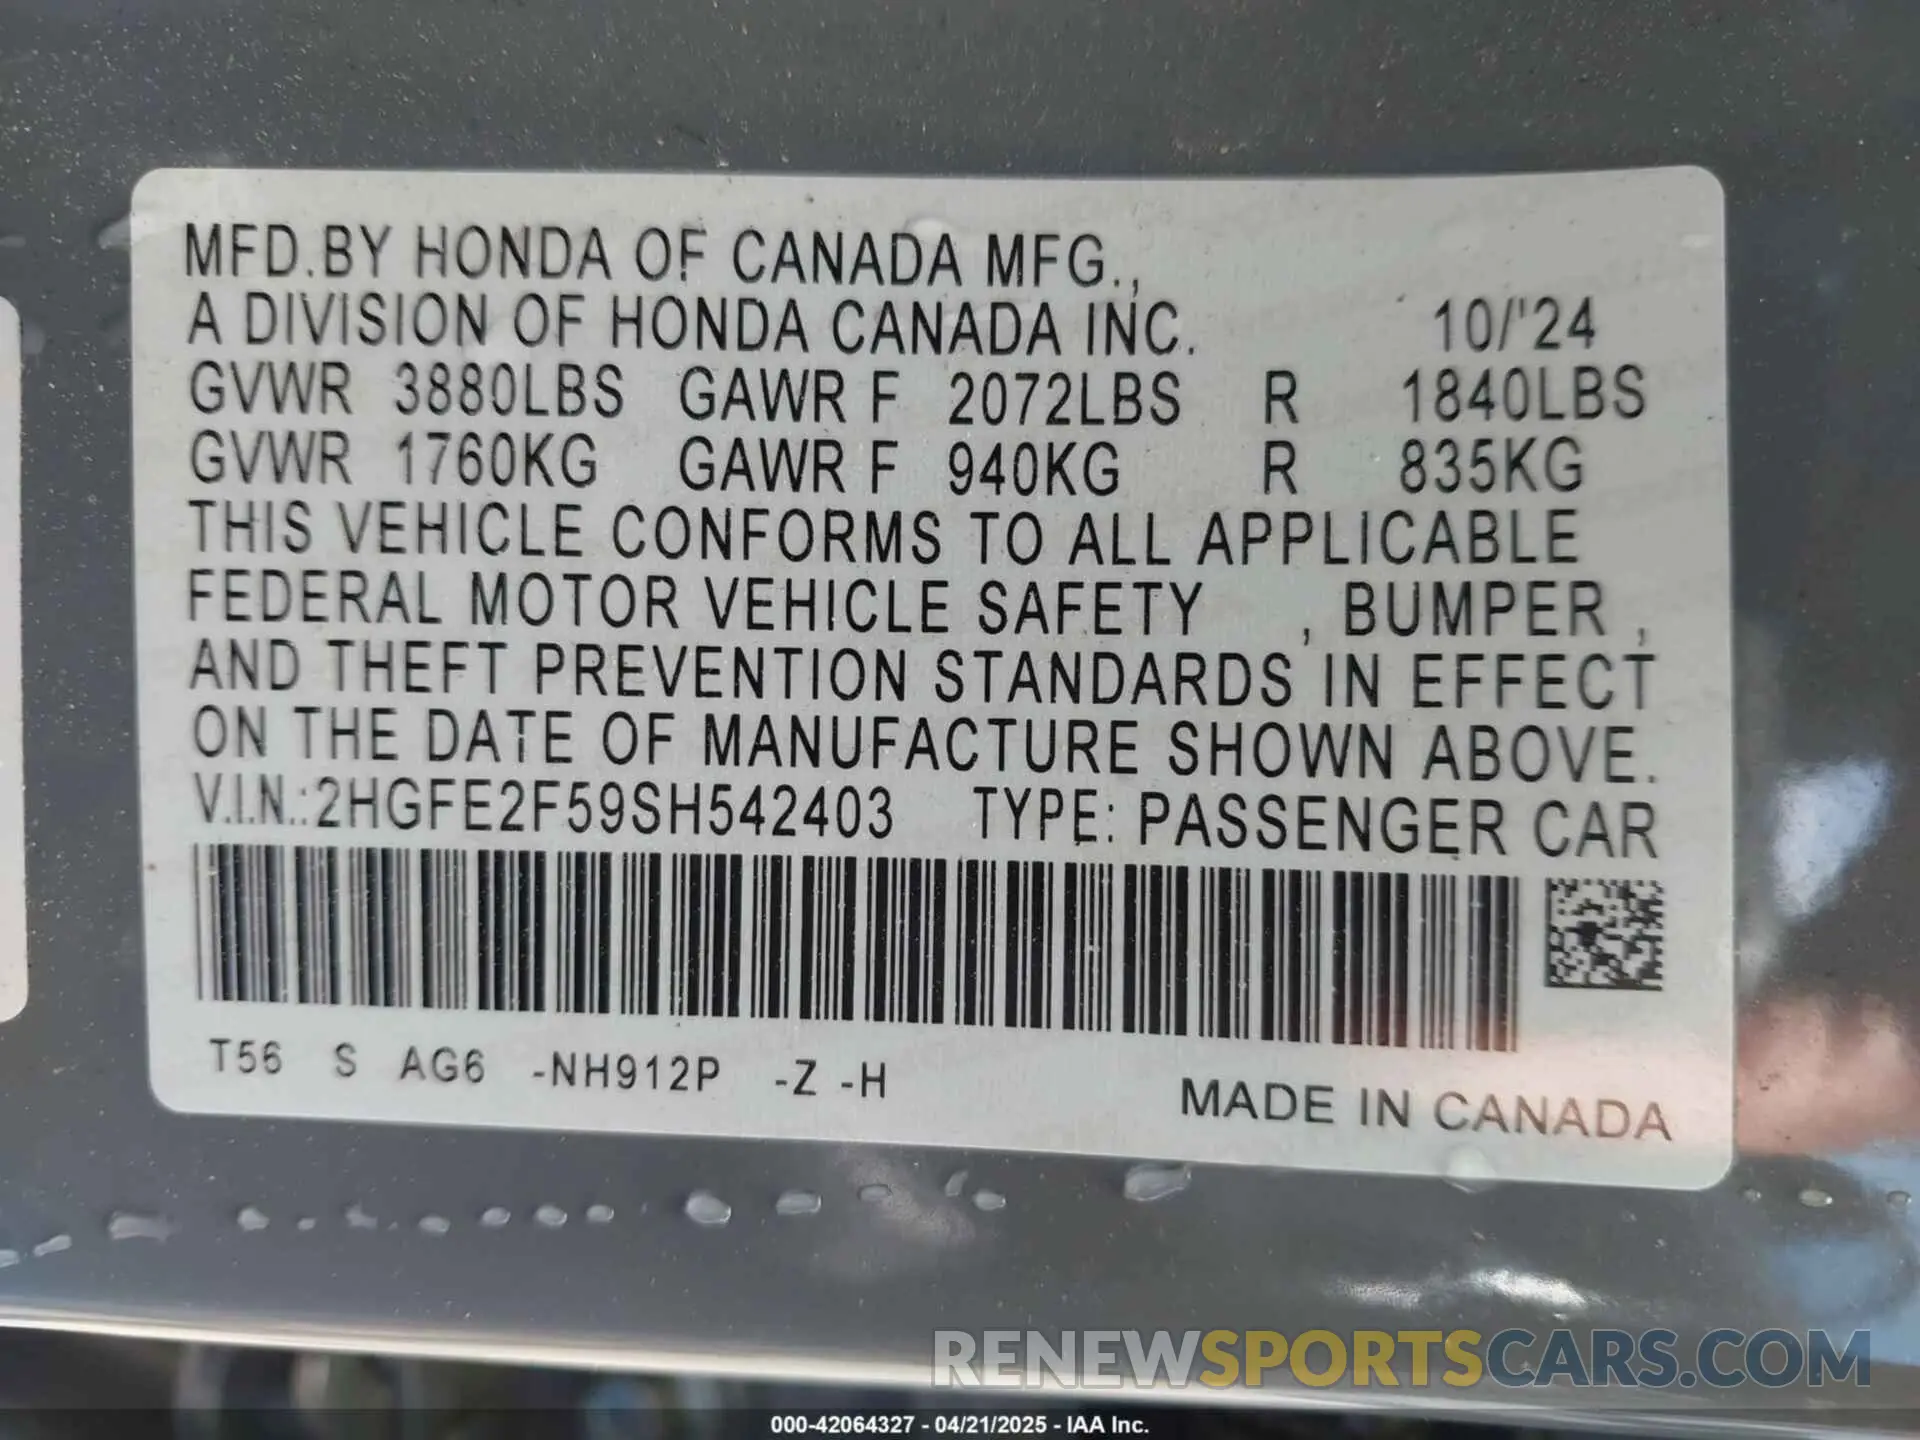 MFD.BY HONDA OF CANADA MFG.,
A DIVISION OF HONDA CANADA INC. 10/'24
GVWR 3880LBS GAWR F 2072LBS R 1840LBS
GVWR 1760KG GAWR F 940KG R 835KG
THIS VEHICLE CONFORMS TO ALL APPLICABLE
FEDERAL MOTOR VEHICLE SAFETY , BUMPER ,
AND THEFT PREVENTION STANDARDS IN EFFECT
ON THE DATE OF MANUFACTURE SHOWN ABOVE.
V.I.N.:2HGFE2F59SH542403 TYPE: PASSENGER CAR
T56 S AG6 -NH912P -Z -H
MADE IN CANADA
RENEWSPORTSCARS.COM
000-42064327 - 04/21/2025 - IAA Inc.